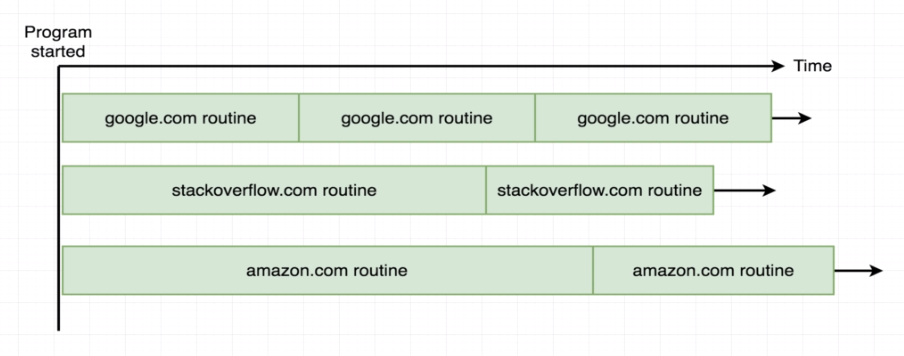 Program
started
Time
google.com routine
google.com routine
google.com routine
stackoverflow.com routine
stackoverflow.com routine
amazon.com routine
amazon.com routine